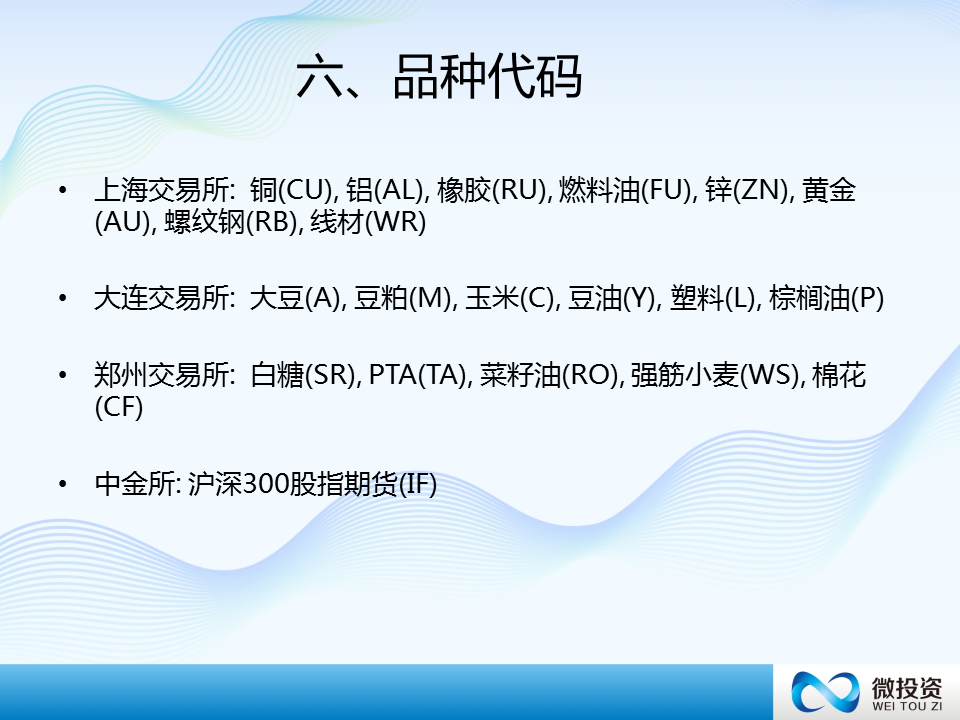 六、品种代码
• 上海交易所:  铜(CU), 铝(AL), 橡胶(RU), 燃料油(FU), 锌(ZN), 黄金
(AU), 螺纹钢(RB), 线材(WR)
• 大连交易所:  大豆(A), 豆粕(M), 玉米(C), 豆油(Y), 塑料(L), 棕榈油(P)
• 郑州交易所:  白糖(SR), PTA(TA), 菜籽油(RO), 强筋小麦(WS), 棉花
(CF)
• 中金所: 沪深300股指期货(IF)
微投资
WEI TOU ZI